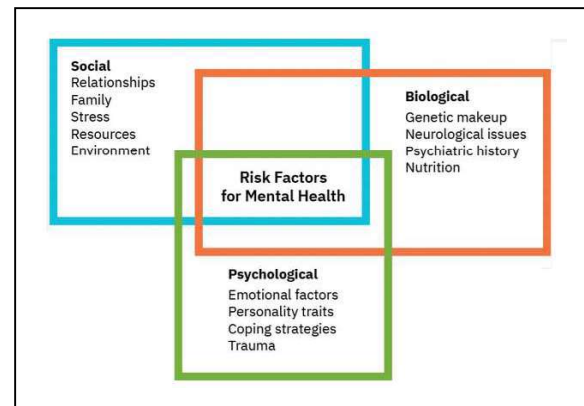 Social
Relationships
Family
Stress
Resources
Environment
Biological
Genetic makeup
Neurological issues
Psychiatric history
Nutrition
Risk Factors
for Mental Health
Psychological
Emotional factors
Personality traits
Coping strategies
Trauma